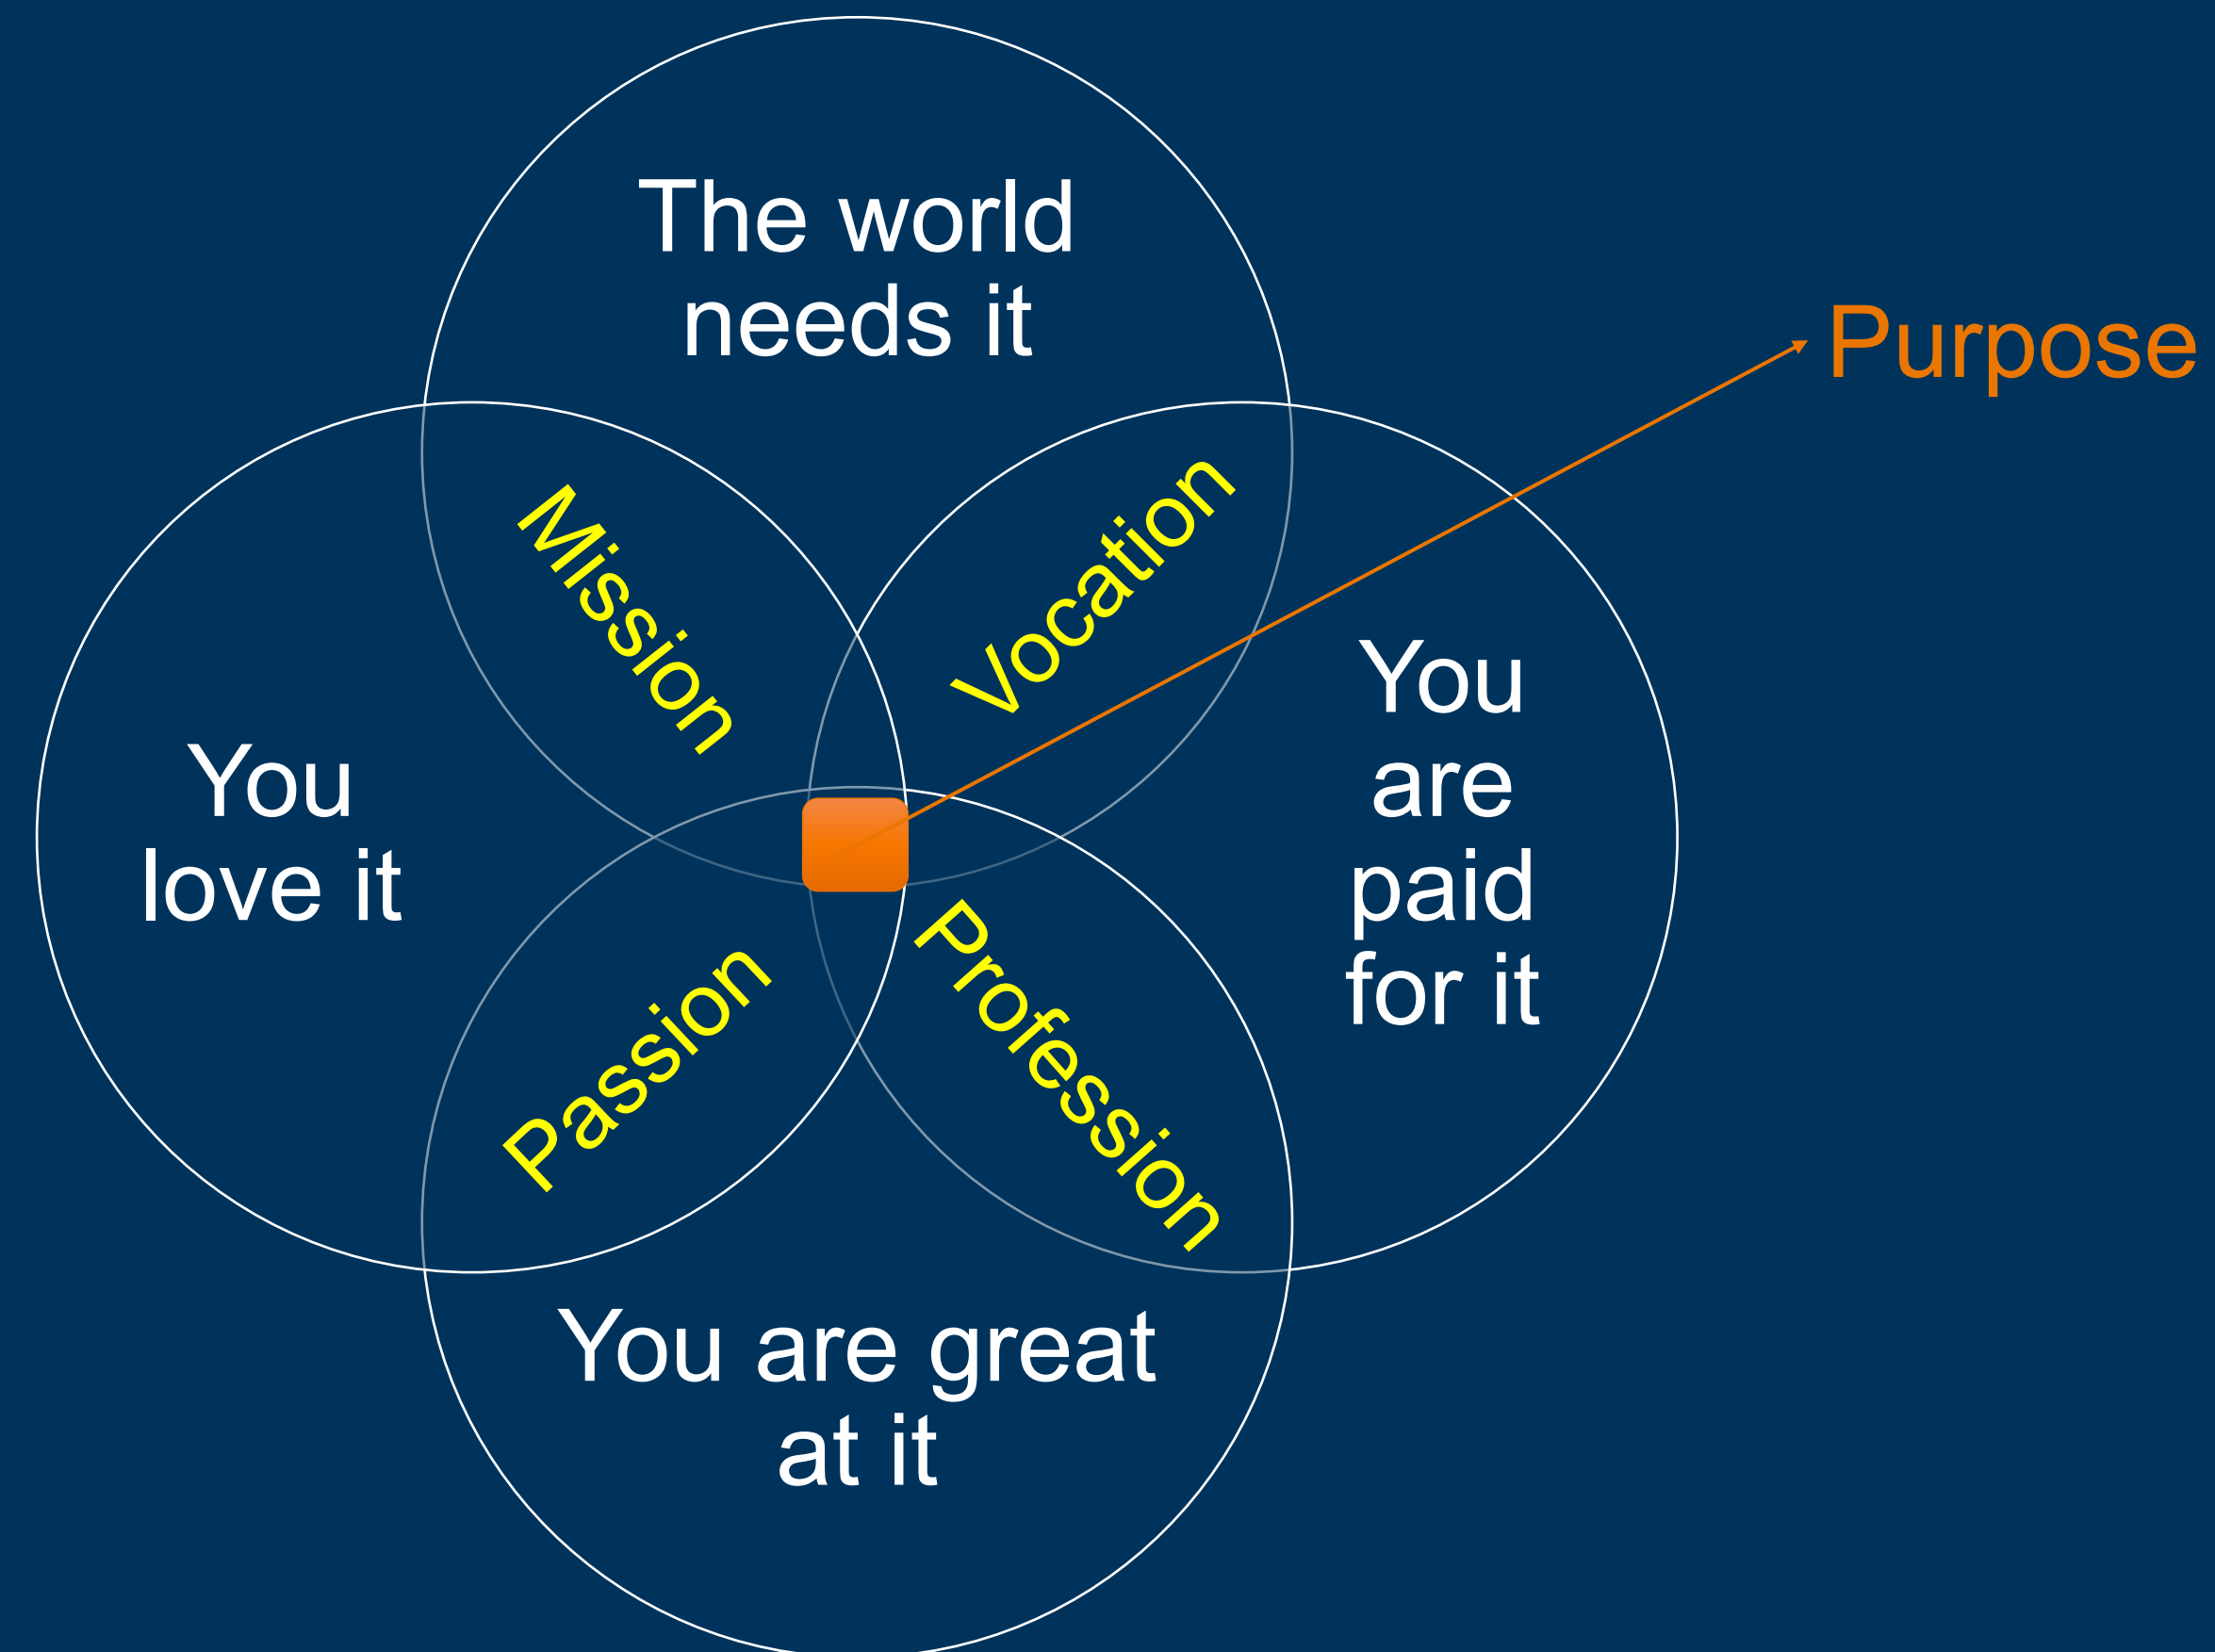 The world
needs it
Purpose
Mission
Vocation
You
love it
You
are
paid
for it
Passion
Profession
You are great
at it